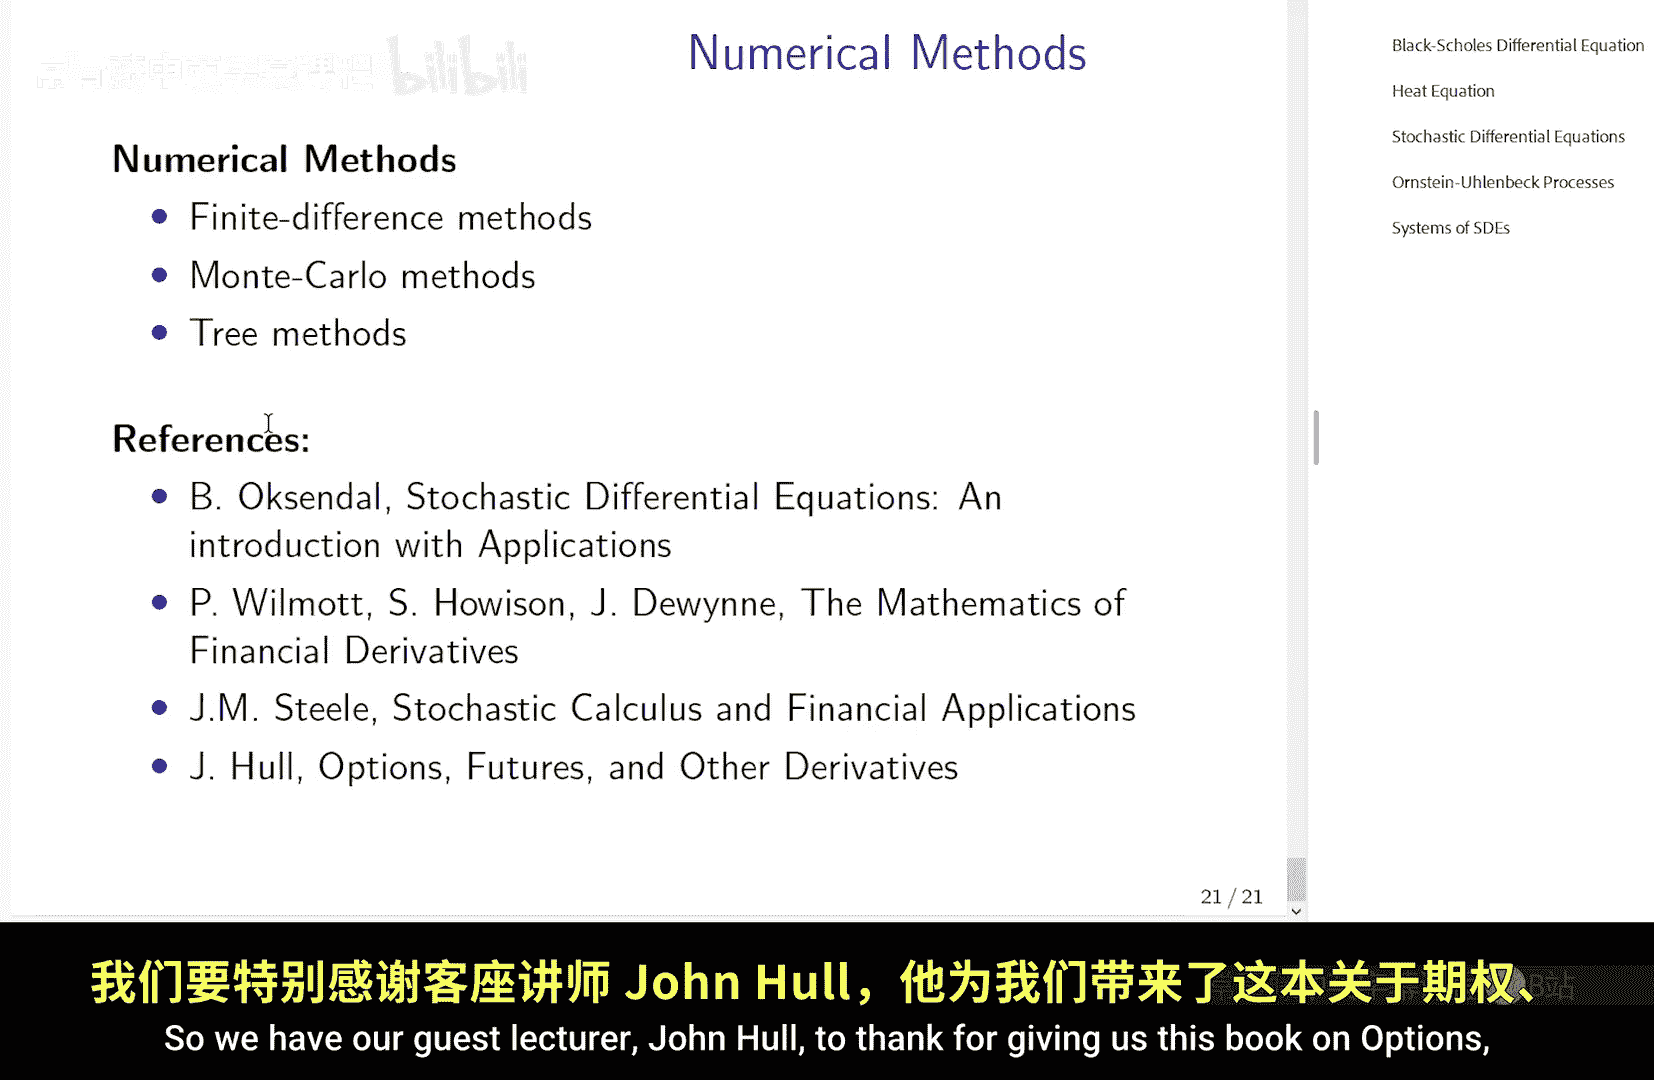 bilibili
Numerical Methods
Numerical Methods
Finite-difference methods
Monte-Carlo methods
Tree methods
References:
B. Oksendal, Stochastic Differential Equations: An
introduction with Applications
P. Wilmott, S. Howison, J. Dewynne, The Mathematics of
Financial Derivatives
J.M. Steele, Stochastic Calculus and Financial Applications
J. Hull, Options, Futures, and Other Derivatives
21 / 21
Black-Scholes Differential Equation
Heat Equation
Stochastic Differential Equations
Ornstein-Uhlenbeck Processes
Systems of SDEs
我们要特别感谢客座讲师 John Hull，他为我们带来了这本关于期权、
B站
So we have our guest lecturer, John Hull, to thank for giving us this book on Options,